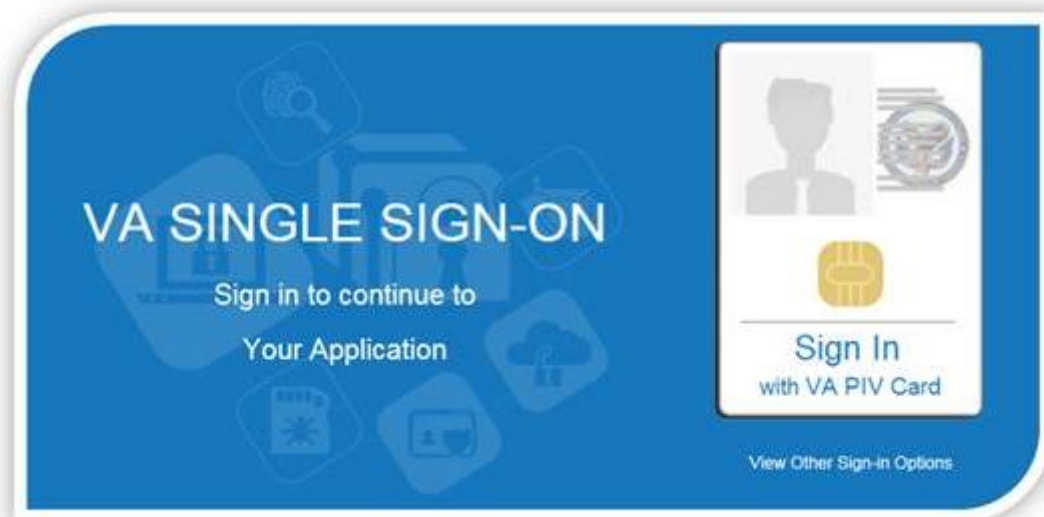 VA SINGLE SIGN-ON
Sign in to continue to
Your Application
Sign In
with VA PIV Card
View Other Sign-in Options